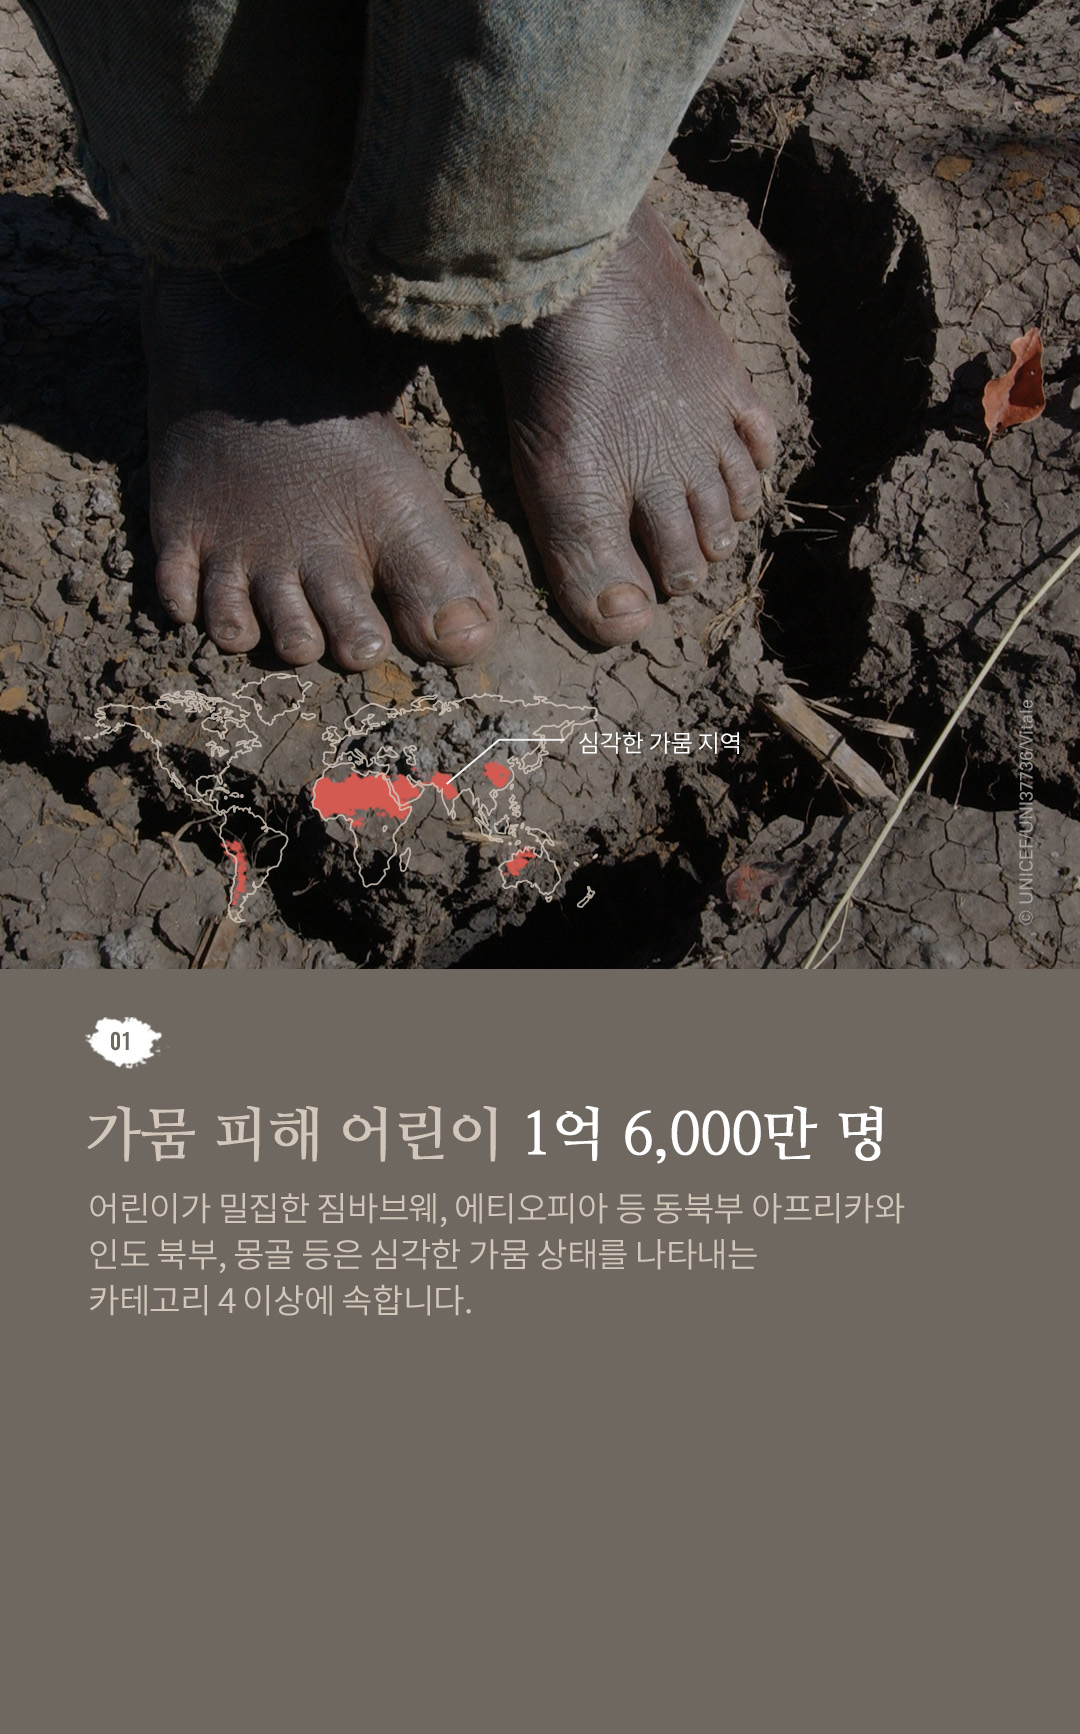 심각한 가뭄 지역
© UNICEF/UNI37736/Vitale
01
가뭄 피해 어린이 1억 6,000만 명
어린이가 밀집한 짐바브웨, 에티오피아 등 동북부 아프리카와
인도 북부, 몽골 등은 심각한 가뭄 상태를 나타내는
카테고리 4 이상에 속합니다.